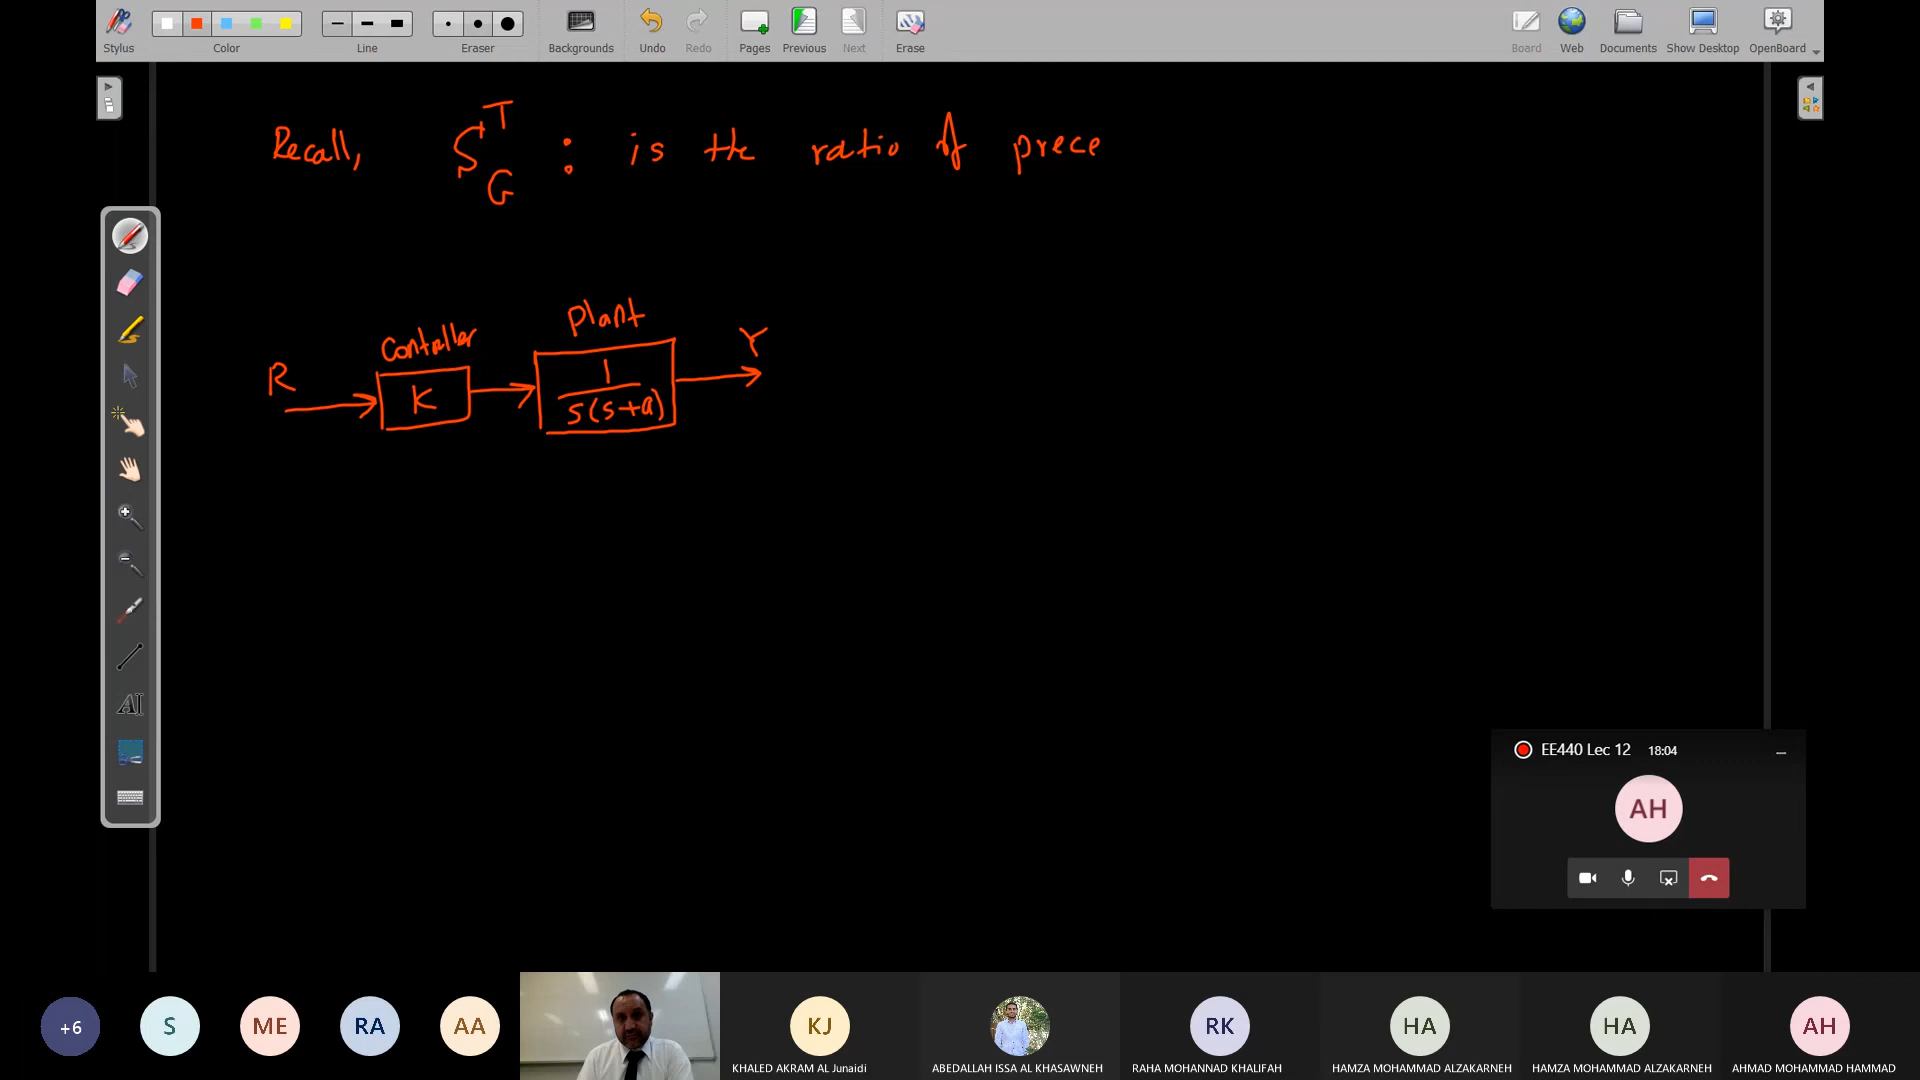 Stylus Color Line Eraser Backgrounds Undo Redo Pages Previous Next Erase Board Web Documents Show Desktop OpenBoard
Recall, S T G : is the ratio of prece
Controller Plant
R K 1 Y
s(s+a)
EE440 Lec 12 18:04
AH
+6 S ME RA AA KJ RK HA HA AH
KHALED AKRAM AL Junaidi ABEDALLAH ISSA AL KHASAWNEH RAHA MOHANNAD KHALIFAH HAMZA MOHAMMAD ALZAKARNEH HAMZA MOHAMMAD ALZAKARNEH AHMAD MOHAMMAD HAMMAD